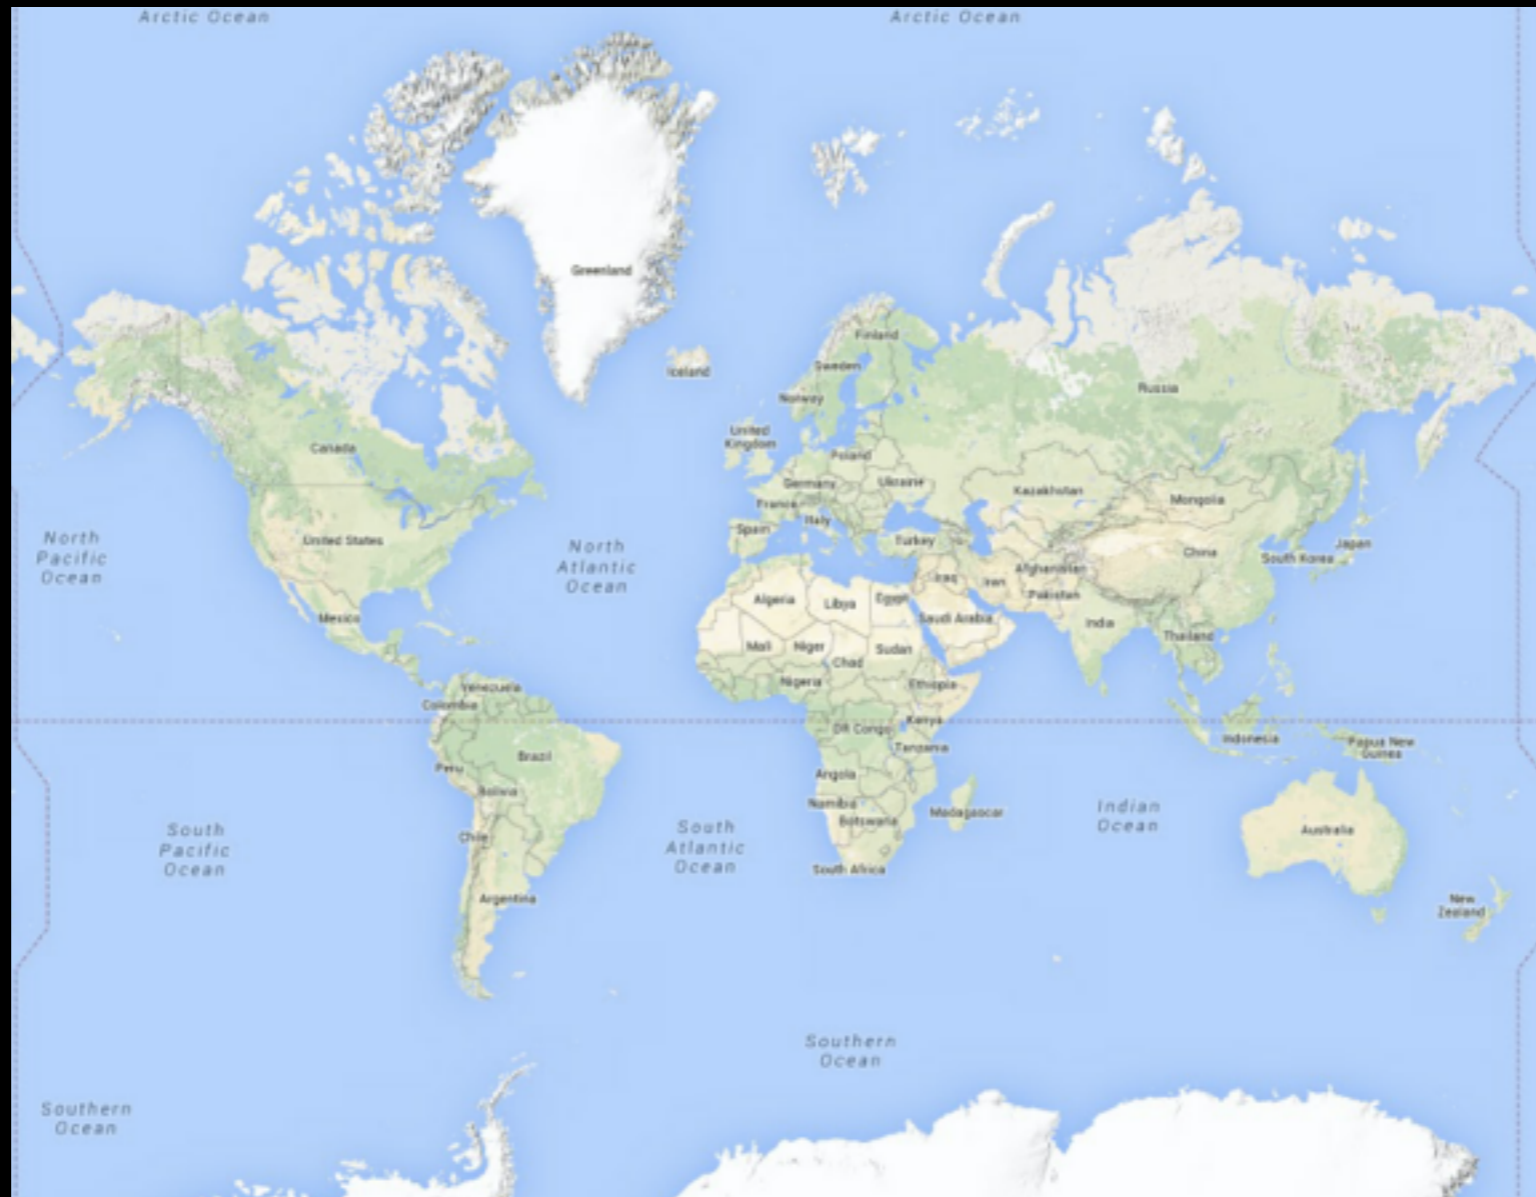 Arctic Ocean
Arctic Ocean
Greenland
Finland
Iceland
Sweden
Russia
Norway
United
Kingdom
Canada
Poland
Germany
Ukraine
Kazakhstan
Mongolia
France
Italy
Spain
United States
Turkey
China
Japan
South Korea
North
Pacific
Ocean
North
Atlantic
Ocean
Afghanistan
Iraq
Iran
Pakistan
Algeria
Libya
Egypt
Mexico
Saudi Arabia
India
Thailand
Mali
Niger
Sudan
Chad
Venezuela
Nigeria
Ethiopia
Colombia
Kenya
DR Congo
Indonesia
Papua New
Guinea
Tanzania
Brazil
Peru
Angola
Bolivia
Namibia
Botswana
Madagascar
Indian
Ocean
Australia
Chile
South
Pacific
Ocean
South
Atlantic
Ocean
South Africa
Argentina
New
Zealand
Southern
Ocean
Southern
Ocean